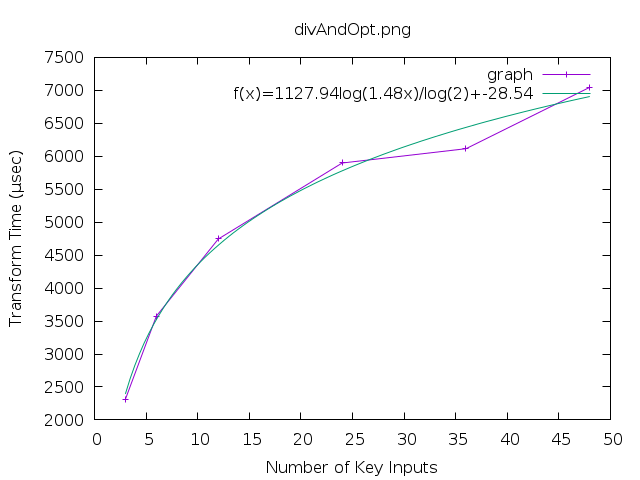 divAndOpt.png
graph
f(x)=1127.94log(1.48x)/log(2)+-28.54
7500
7000
6500
6000
5500
5000
4500
4000
3500
3000
2500
2000
Transform Time (μsec)
0 5 10 15 20 25 30 35 40 45 50
Number of Key Inputs